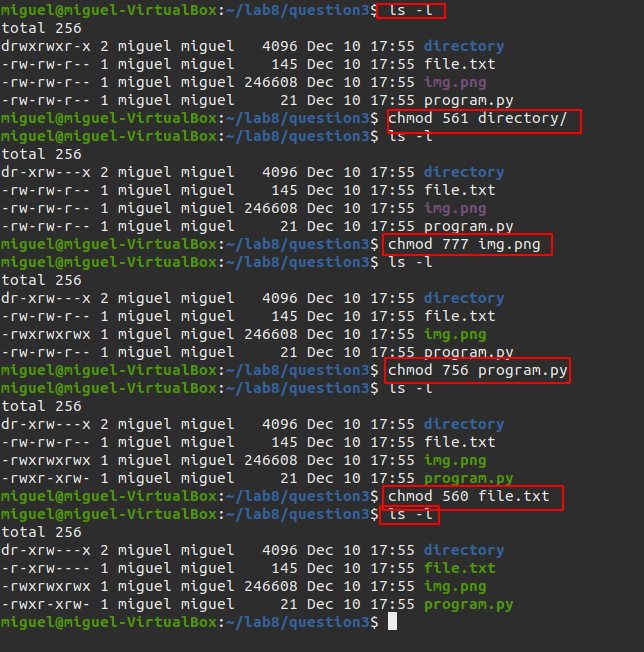 miguel@miguel-VirtualBox:~/lab8/question3$ ls -l
total 256
drwxrwxr-x 2 miguel miguel   4096 Dec 10 17:55 directory
-rw-rw-r-- 1 miguel miguel    145 Dec 10 17:55 file.txt
-rw-rw-r-- 1 miguel miguel 246608 Dec 10 17:55 img.png
-rw-rw-r-- 1 miguel miguel     21 Dec 10 17:55 program.py
miguel@miguel-VirtualBox:~/lab8/question3$ chmod 561 directory/
miguel@miguel-VirtualBox:~/lab8/question3$ ls -l
total 256
dr-xrw---x 2 miguel miguel   4096 Dec 10 17:55 directory
-rw-rw-r-- 1 miguel miguel    145 Dec 10 17:55 file.txt
-rw-rw-r-- 1 miguel miguel 246608 Dec 10 17:55 img.png
-rw-rw-r-- 1 miguel miguel     21 Dec 10 17:55 program.py
miguel@miguel-VirtualBox:~/lab8/question3$ chmod 777 img.png
miguel@miguel-VirtualBox:~/lab8/question3$ ls -l
total 256
dr-xrw---x 2 miguel miguel   4096 Dec 10 17:55 directory
-rw-rw-r-- 1 miguel miguel    145 Dec 10 17:55 file.txt
-rwxrwxrwx 1 miguel miguel 246608 Dec 10 17:55 img.png
-rw-rw-r-- 1 miguel miguel     21 Dec 10 17:55 program.py
miguel@miguel-VirtualBox:~/lab8/question3$ chmod 756 program.py
miguel@miguel-VirtualBox:~/lab8/question3$ ls -l
total 256
dr-xrw---x 2 miguel miguel   4096 Dec 10 17:55 directory
-rw-rw-r-- 1 miguel miguel    145 Dec 10 17:55 file.txt
-rwxrwxrwx 1 miguel miguel 246608 Dec 10 17:55 img.png
-rwxr-xrw- 1 miguel miguel     21 Dec 10 17:55 program.py
miguel@miguel-VirtualBox:~/lab8/question3$ chmod 560 file.txt
miguel@miguel-VirtualBox:~/lab8/question3$ ls -l
total 256
dr-xrw---x 2 miguel miguel   4096 Dec 10 17:55 directory
-r-xrw---- 1 miguel miguel    145 Dec 10 17:55 file.txt
-rwxrwxrwx 1 miguel miguel 246608 Dec 10 17:55 img.png
-rwxr-xrw- 1 miguel miguel     21 Dec 10 17:55 program.py
miguel@miguel-VirtualBox:~/lab8/question3$